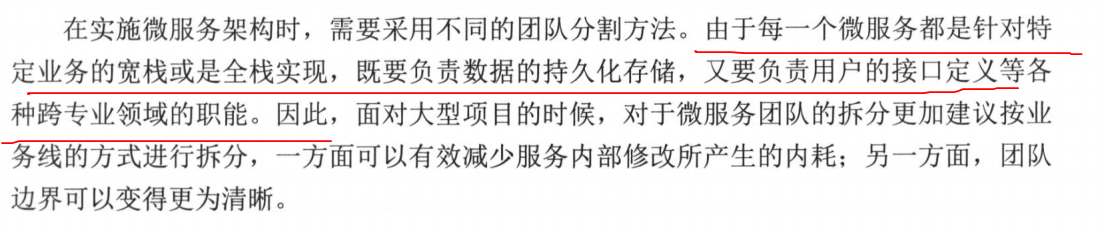 在实施微服务架构时，需要采用不同的团队分割方法。由于每一个微服务都是针对特
定业务的宽栈或是全栈实现，既要负责数据的持久化存储，又要负责用户的接口定义等各
种跨专业领域的职能。因此，面对大型项目的时候，对于微服务团队的拆分更加建议按业
务线的方式进行拆分，一方面可以有效减少服务内部修改所产生的内耗；另一方面，团队
边界可以变得更为清晰。